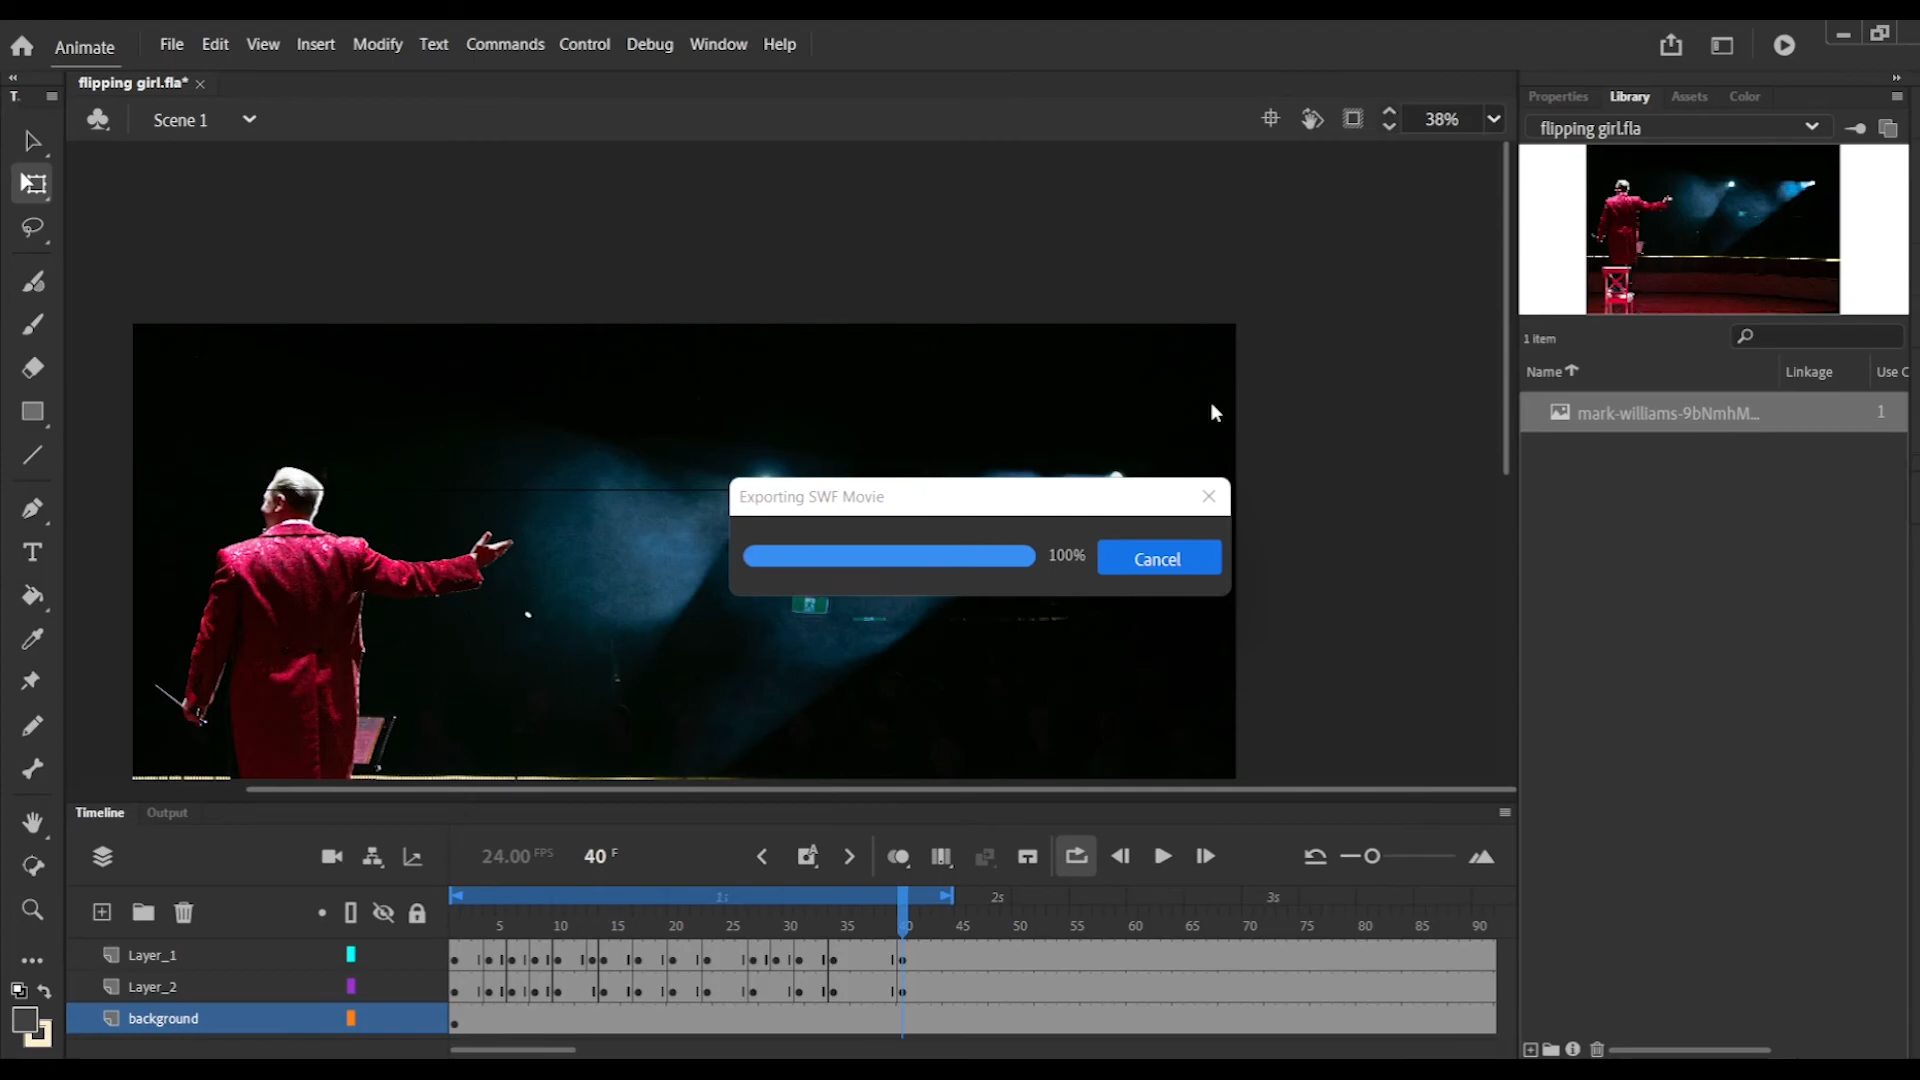 Animate
File Edit View Insert Modify Text Commands Control Debug Window Help
flipping girl.fla*
T.
Properties Library Assets Color
Scene 1
38%
flipping girl.fla
1 item
Name Linkage Use C
mark-williams-9bNmhM... 1
Exporting SWF Movie
100% Cancel
Timeline Output
24.00 FPS 40 F
1s 2s 3s
5 10 15 20 25 30 35 40 45 50 55 60 65 70 75 80 85 90
Layer_1
Layer_2
background